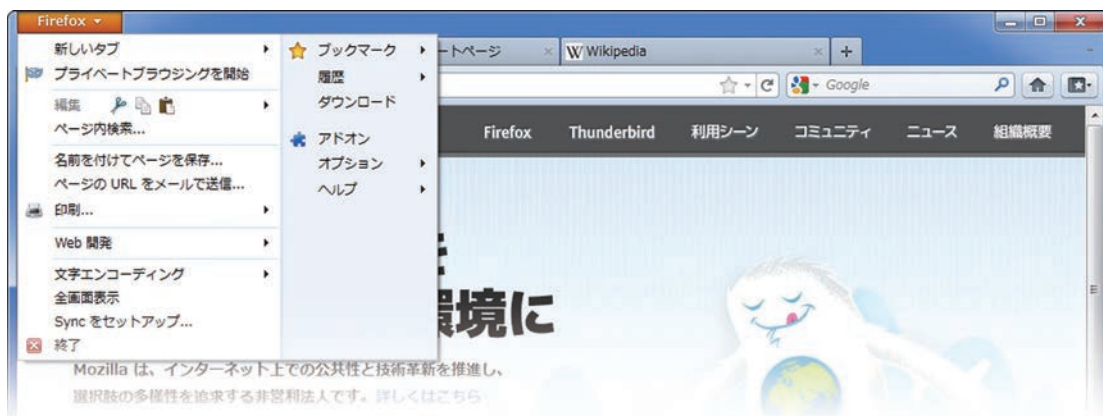 Firefox
新しいタブ
プライベートブラウジングを開始
編集
ページ内検索...
名前を付けてページを保存...
ページの URL をメールで送信...
印刷...
Web 開発
文字エンコーディング
全画面表示
Sync をセットアップ...
終了
ブックマーク
履歴
ダウンロード
アドオン
オプション
ヘルプ
ートページ
W Wikipedia
Google
Firefox Thunderbird 利用シーン コミュニティ ニュース 組織概要
境に
Mozilla は、インターネット上での公共性と技術革新を推進し、
選択肢の多様性を追求する非営利法人です。詳しくはこちら